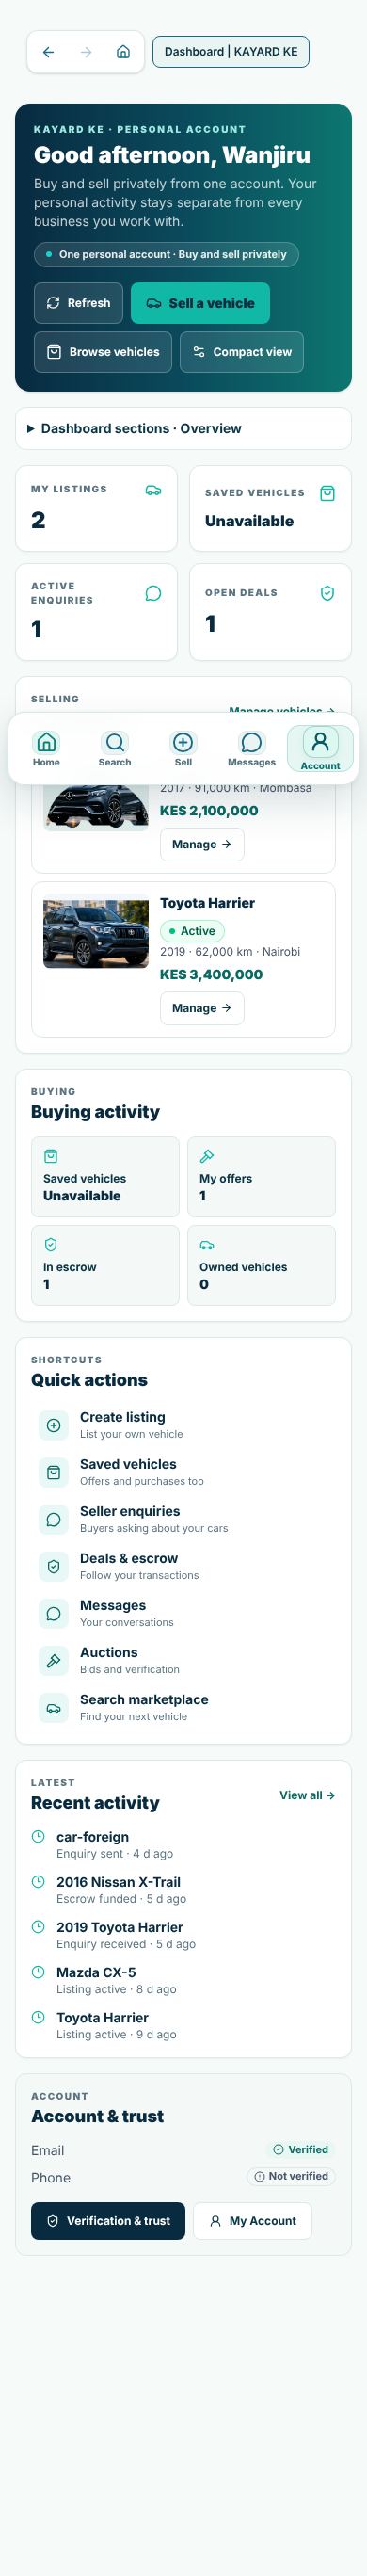 Dashboard | KAYARD KE
KAYARD KE · PERSONAL ACCOUNT
Good afternoon, Wanjiru
Buy and sell privately from one account. Your
personal activity stays separate from every
business you work with.
One personal account · Buy and sell privately
Refresh
Sell a vehicle
Browse vehicles
Compact view
Dashboard sections · Overview
MY LISTINGS
2
SAVED VEHICLES
Unavailable
ACTIVE
ENQUIRIES
1
OPEN DEALS
1
SELLING
Manage vehicles →
Home
Search
Sell
Messages
Account
2017 · 91,000 km · Mombasa
KES 2,100,000
Manage →
Toyota Harrier
Active
2019 · 62,000 km · Nairobi
KES 3,400,000
Manage →
BUYING
Buying activity
Saved vehicles
Unavailable
My offers
1
In escrow
1
Owned vehicles
0
SHORTCUTS
Quick actions
Create listing
List your own vehicle
Saved vehicles
Offers and purchases too
Seller enquiries
Buyers asking about your cars
Deals & escrow
Follow your transactions
Messages
Your conversations
Auctions
Bids and verification
Search marketplace
Find your next vehicle
LATEST
Recent activity
View all →
car-foreign
Enquiry sent · 4 d ago
2016 Nissan X-Trail
Escrow funded · 5 d ago
2019 Toyota Harrier
Enquiry received · 5 d ago
Mazda CX-5
Listing active · 8 d ago
Toyota Harrier
Listing active · 9 d ago
ACCOUNT
Account & trust
Email
Verified
Phone
Not verified
Verification & trust
My Account